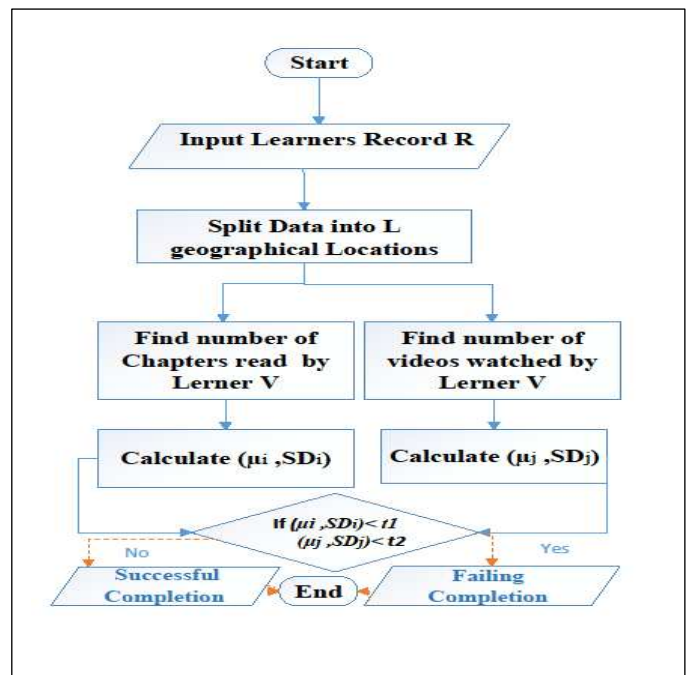 Start
Input Learners Record R
Split Data into L
geographical Locations
Find number of
Chapters read by
Lerner V
Find number of
videos watched by
Lerner V
Calculate (μi ,SDi)
Calculate (μj ,SDj)
If (μi ,SDi)< t1
(μj ,SDj)< t2
No
Yes
Successful
Completion
End
Failing
Completion